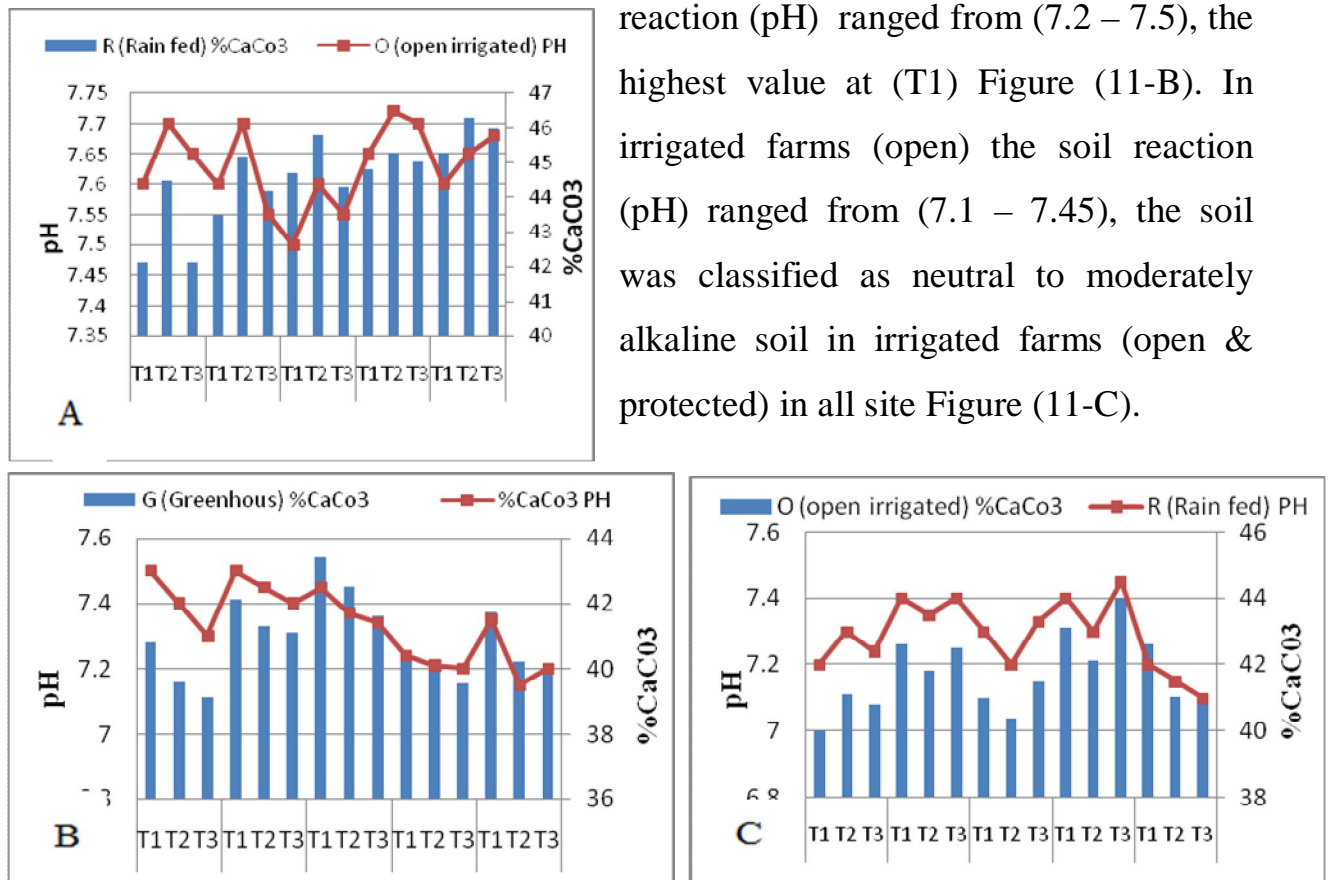 reaction (pH) ranged from (7.2 – 7.5), the
highest value at (T1) Figure (11-B). In
irrigated farms (open) the soil reaction
(pH) ranged from (7.1 – 7.45), the soil
was classified as neutral to moderately
alkaline soil in irrigated farms (open &
protected) in all site Figure (11-C).
R (Rain fed) %CaCo3 O (open irrigated) PH
7.75 47
7.7 46
7.65 45
7.6 44
7.55 43
7.5 42
7.45 41
7.4 40
7.35
pH
%CaC03
T1 T2 T3 T1 T2 T3 T1 T2 T3 T1 T2 T3 T1 T2 T3
A
G (Greenhous) %CaCo3 %CaCo3 PH
7.6 44
7.4 42
7.2 40
7 38
36
pH
%CaC03
T1 T2 T3 T1 T2 T3 T1 T2 T3 T1 T2 T3 T1 T2 T3
B
O (open irrigated) %CaCo3 R (Rain fed) PH
7.6 46
7.4 44
7.2 42
7 40
6.8 38
pH
%CaC03
T1 T2 T3 T1 T2 T3 T1 T2 T3 T1 T2 T3 T1 T2 T3
C